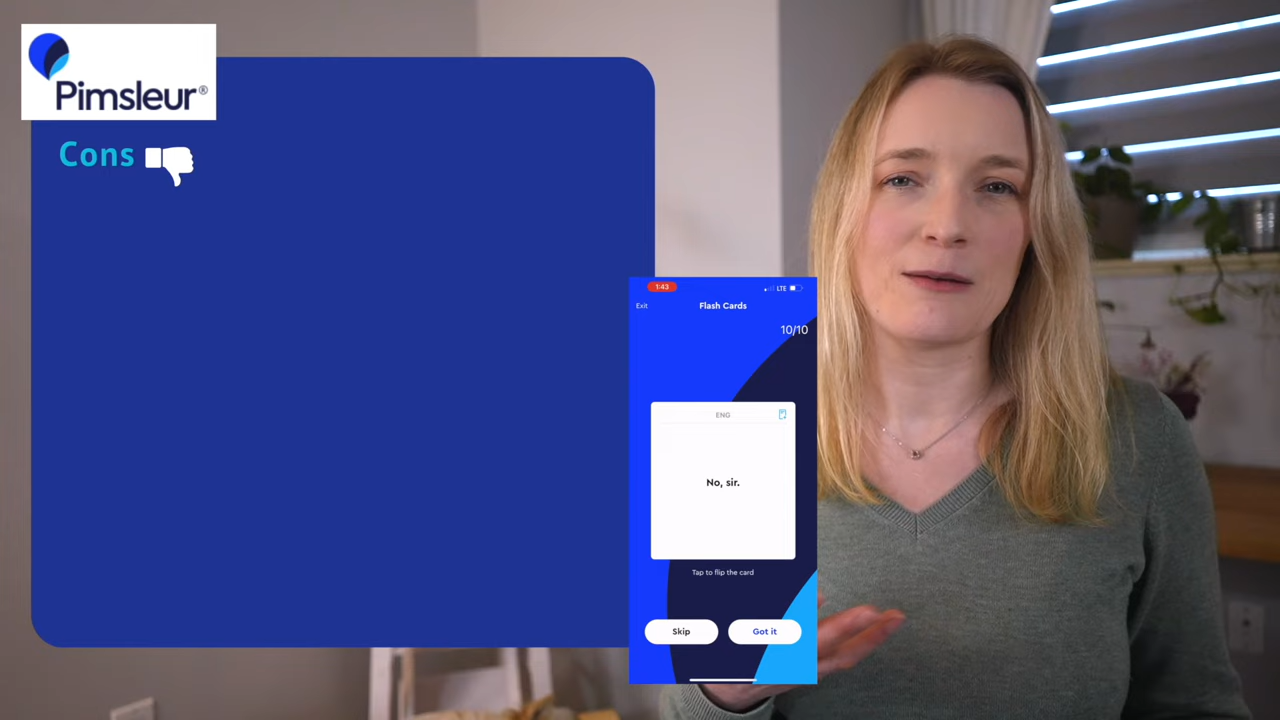 Pimsleur®
Cons
1:43
LTE
Exit
Flash Cards
10/10
ENG
No, sir.
Tap to flip the card
Skip
Got it